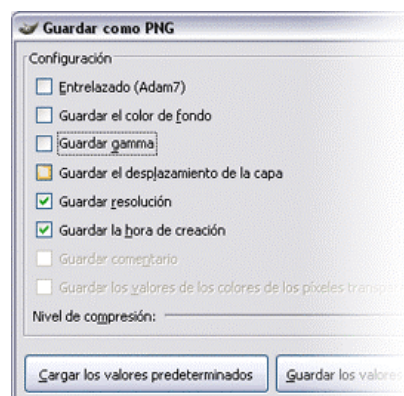 Guardar como PNG
Configuración
Entrelazado (Adam7)
Guardar el color de fondo
Guardar gamma
Guardar el desplazamiento de la capa
Guardar resolución
Guardar la hora de creación
Guardar comentario
Guardar los valores de los colores de los píxeles
Nivel de compresión:
Cargar los valores predeterminados
Guardar los valores